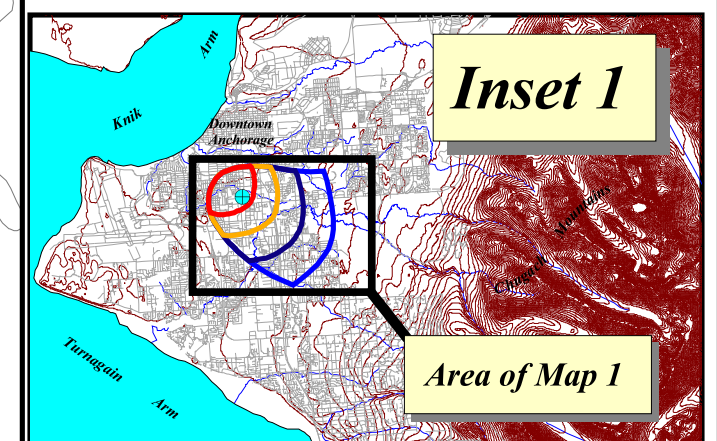 Arm
Knik
Inset 1
Downtown
Anchorage
Chugach Mountains
Area of Map 1
Turnagain
Arm